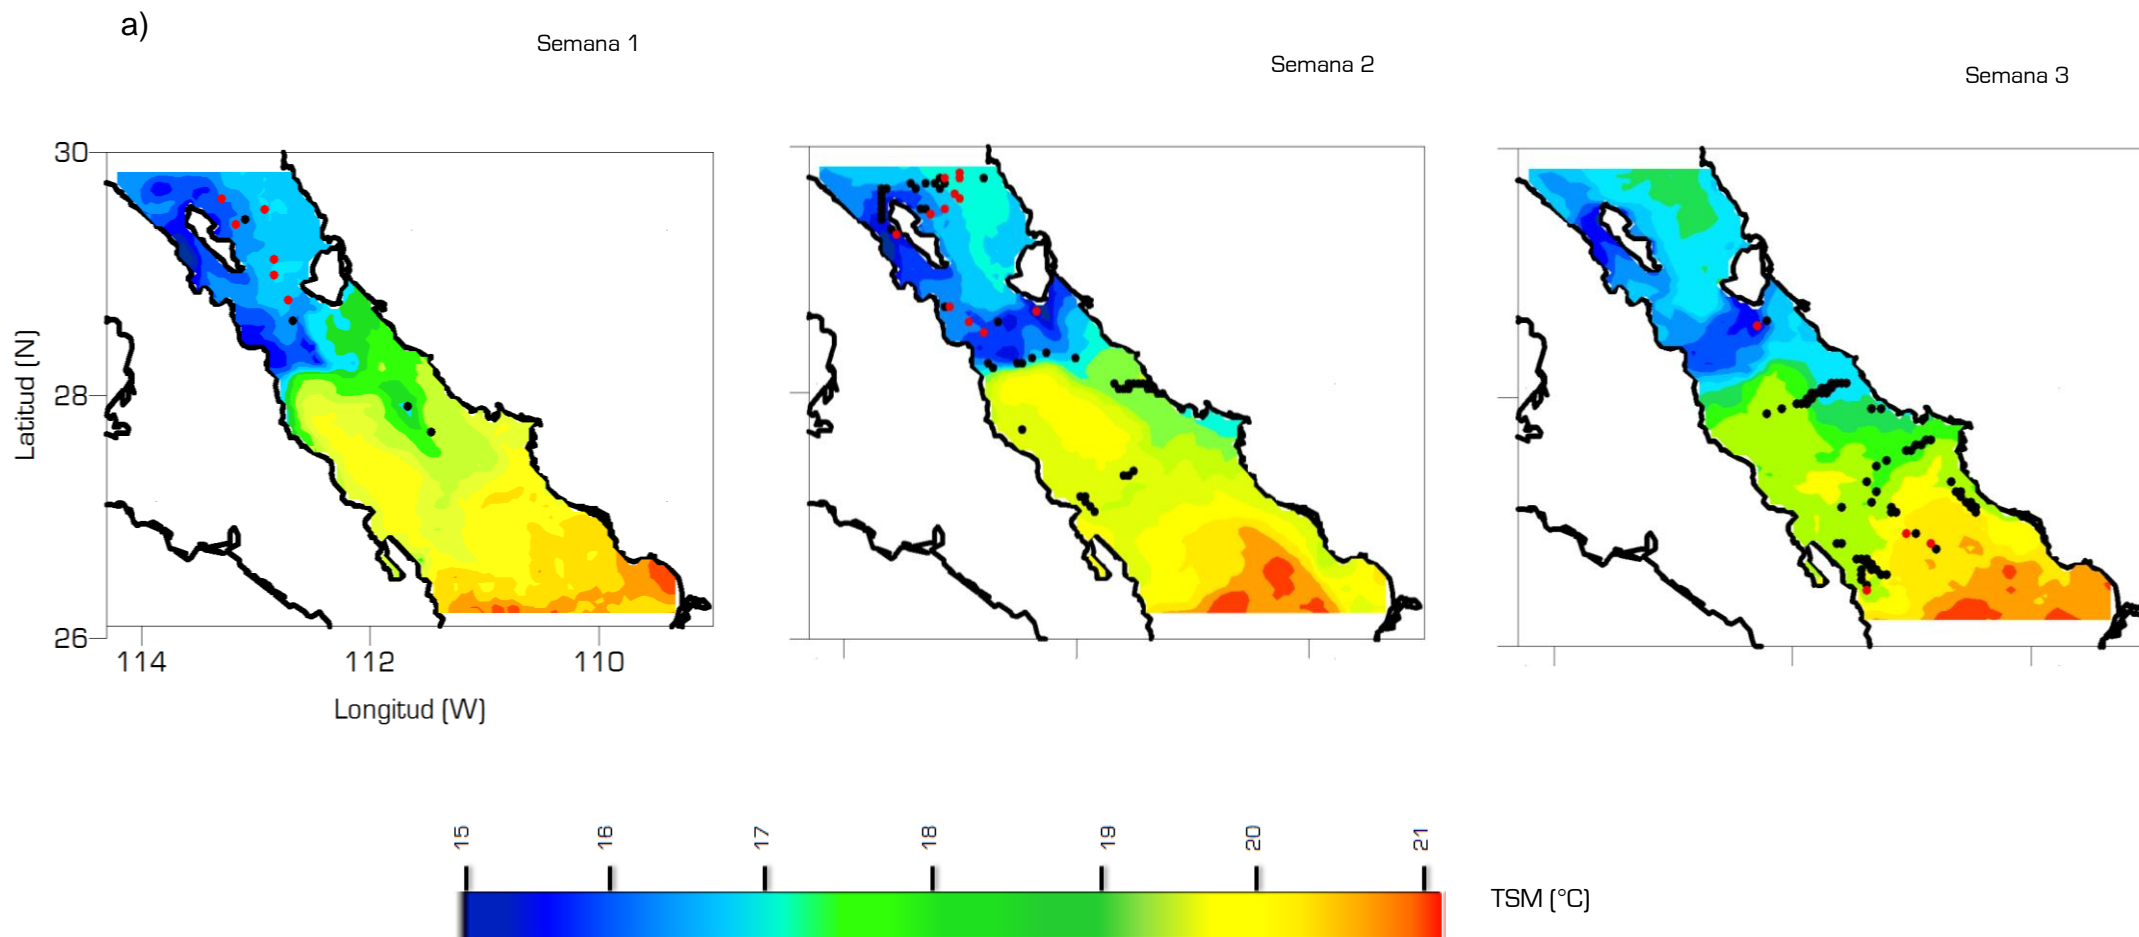 a)
Semana 1
Semana 2
Semana 3
30
28
26
Latitud (N)
114 112 110
Longitud (W)
15 16 17 18 19 20 21
TSM (°C)